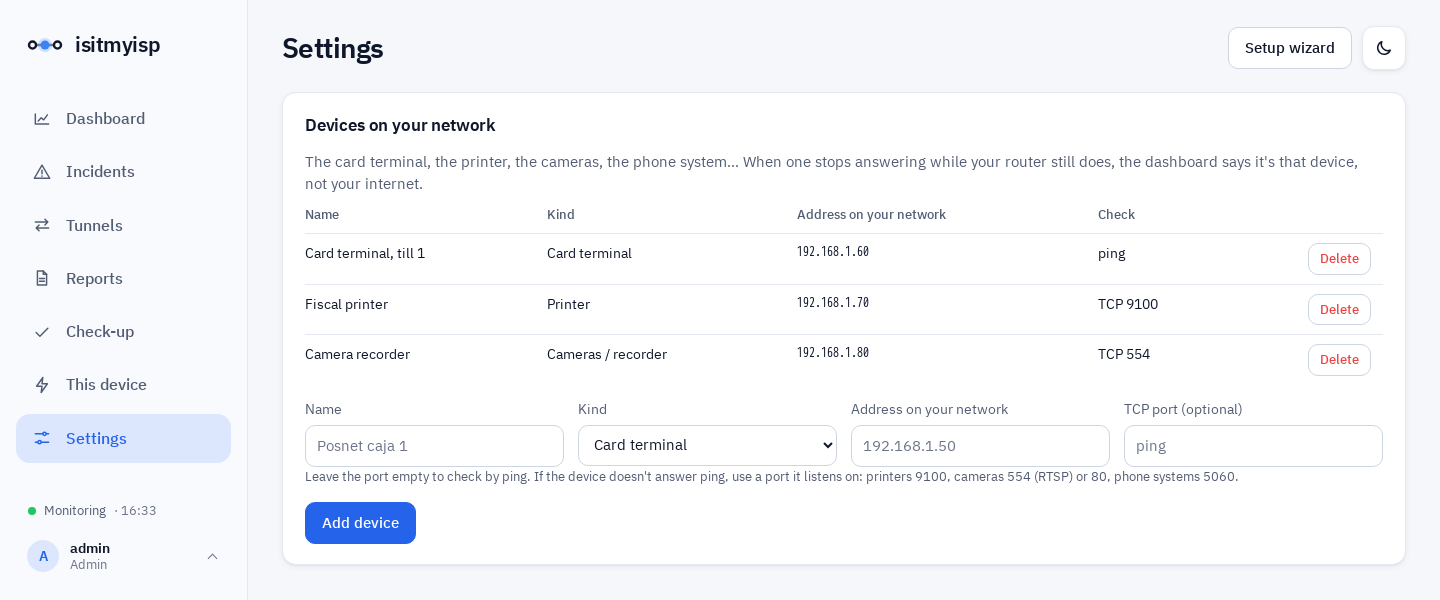 isitmyisp
Dashboard
Incidents
Tunnels
Reports
Check-up
This device
Settings
Monitoring · 16:33
A
admin
Admin
Settings
Setup wizard
Devices on your network
The card terminal, the printer, the cameras, the phone system... When one stops answering while your router still does, the dashboard says it's that device,
not your internet.
Name Kind Address on your network Check
Card terminal, till 1 Card terminal 192.168.1.60 ping Delete
Fiscal printer Printer 192.168.1.70 TCP 9100 Delete
Camera recorder Cameras / recorder 192.168.1.80 TCP 554 Delete
Name Kind Address on your network TCP port (optional)
Posnet caja 1 Card terminal 192.168.1.50 ping
Leave the port empty to check by ping. If the device doesn't answer ping, use a port it listens on: printers 9100, cameras 554 (RTSP) or 80, phone systems 5060.
Add device